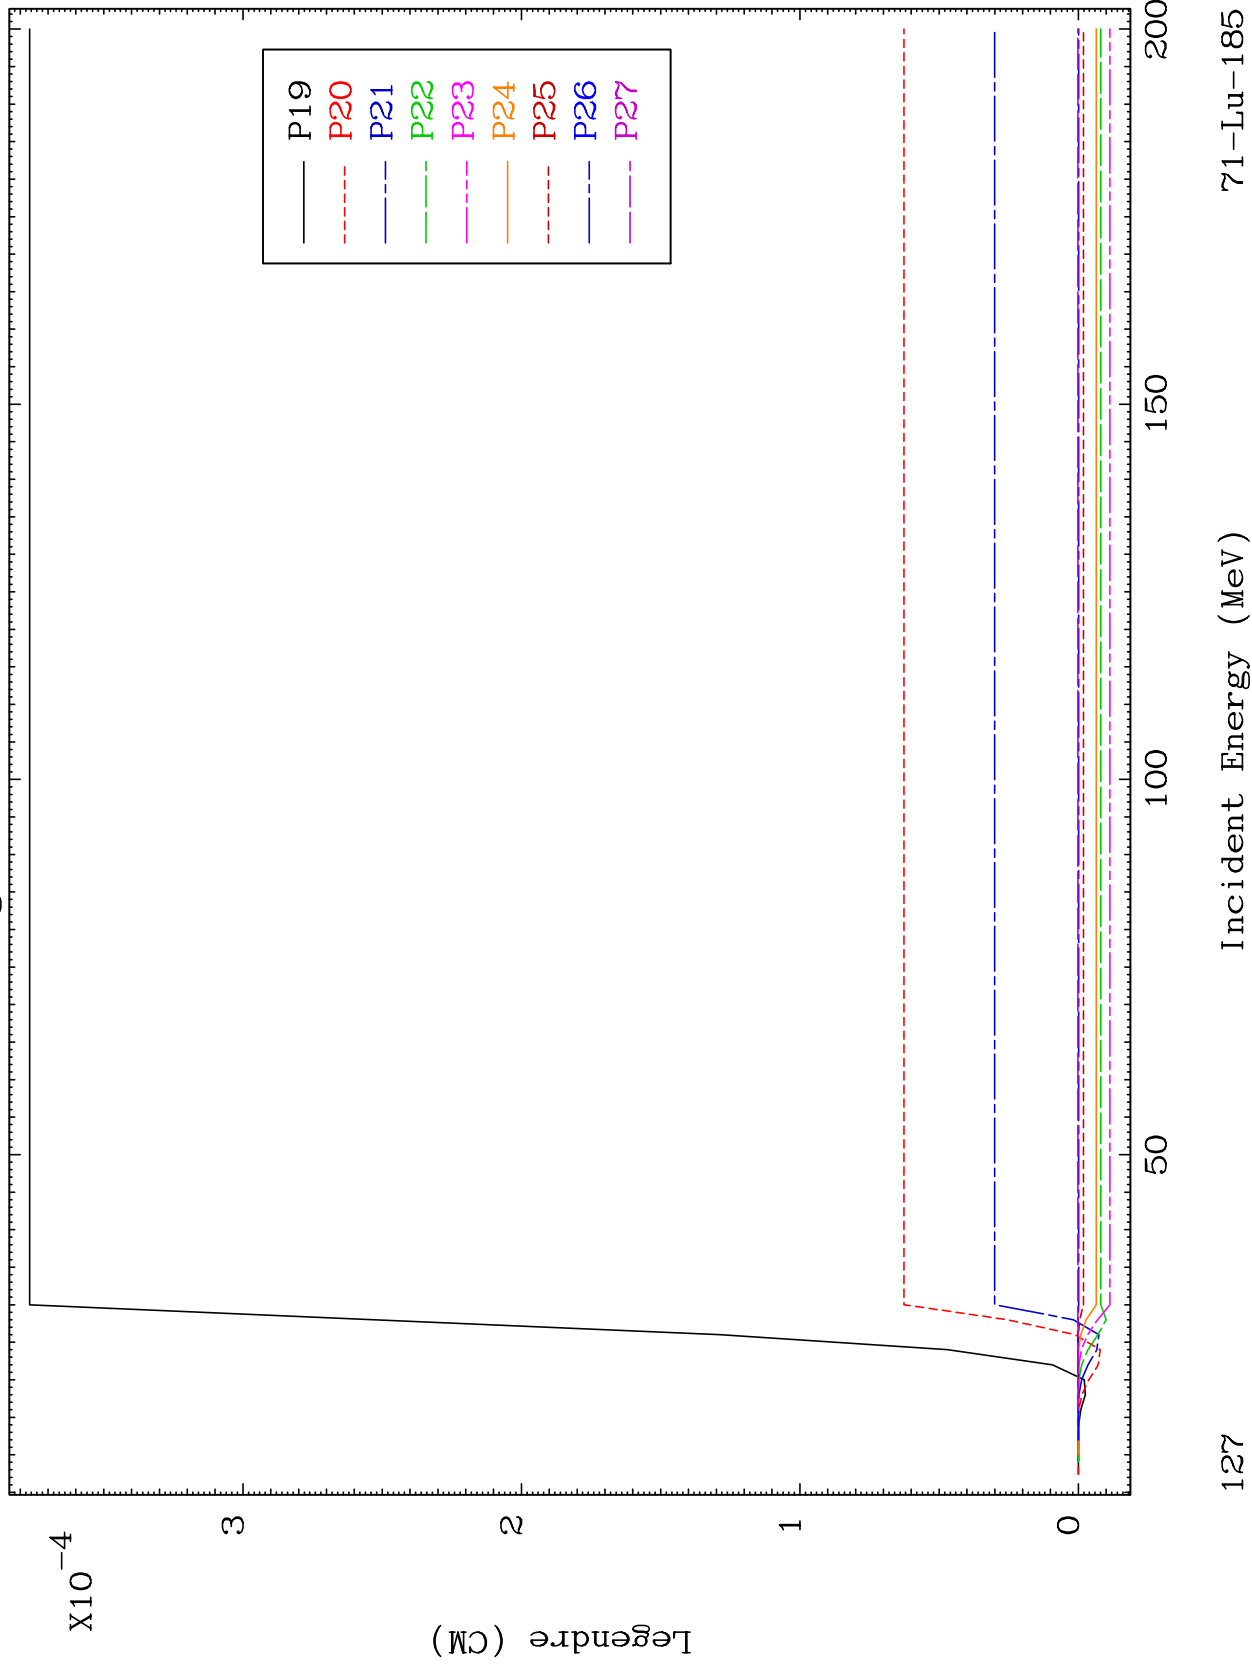 X10⁻⁴
Legendre (CM)
3
2
1
0
P19
P20
P21
P22
P23
P24
P25
P26
P27
50
100
150
200
127
Incident Energy (MeV)
71-Lu-185